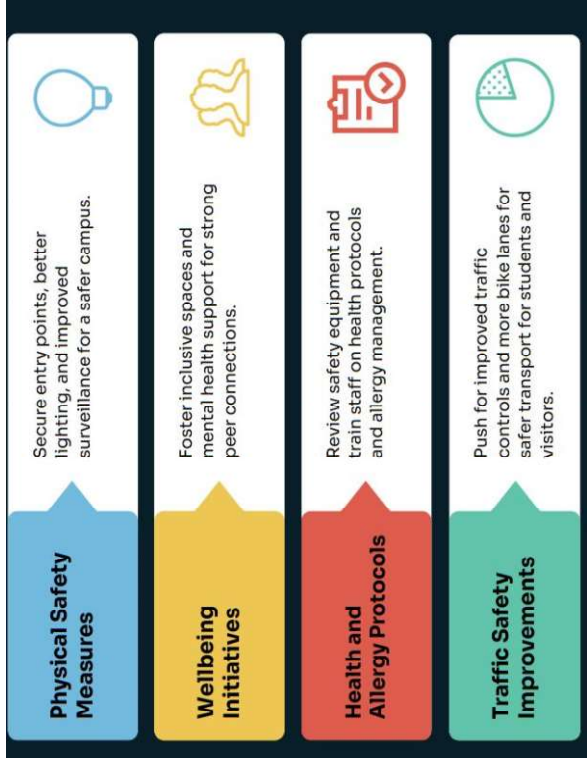 Physical Safety
Measures
Secure entry points, better
lighting, and improved
surveillance for a safer campus.
Wellbeing
Initiatives
Foster inclusive spaces and
mental health support for strong
peer connections.
Health and
Allergy Protocols
Review safety equipment and
train staff on health protocols
and allergy management.
Traffic Safety
Improvements
Push for improved traffic
controls and more bike lanes for
safer transport for students and
visitors.